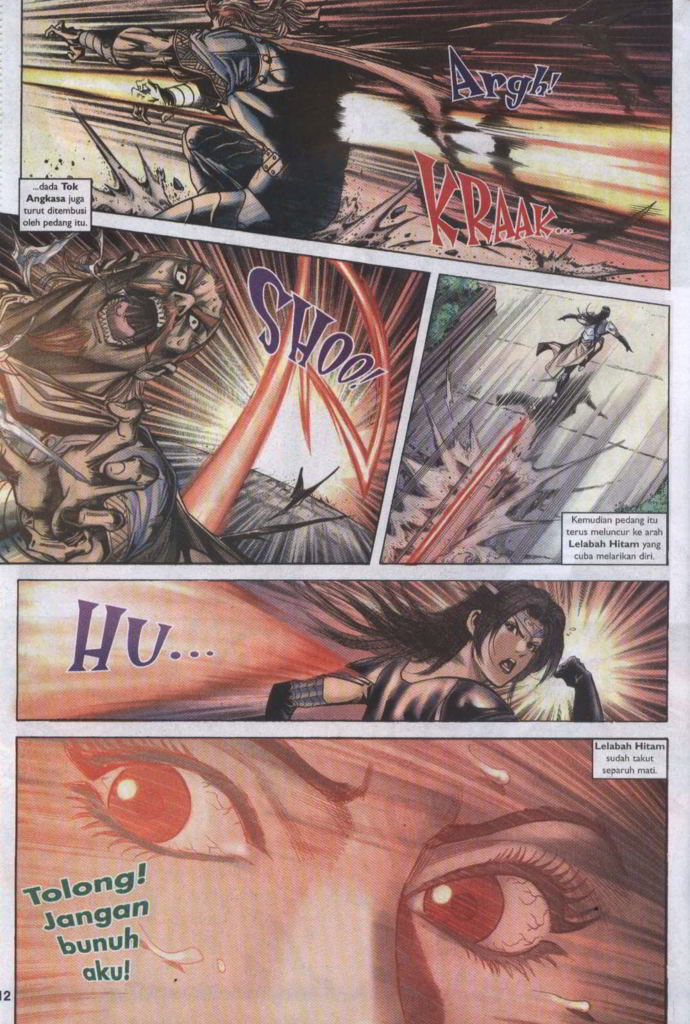 Argh!
KRAAK...
...dada Tok
Angkasa juga
turut ditembusi
oleh pedang itu.
SHOO!
Kemudian pedang itu
terus meluncur ke arah
Lelabah Hitam yang
cuba melarikan diri.
HU...
Lelabah Hitam
sudah takut
separuh mati.
Tolong!
Jangan
bunuh
aku!
12